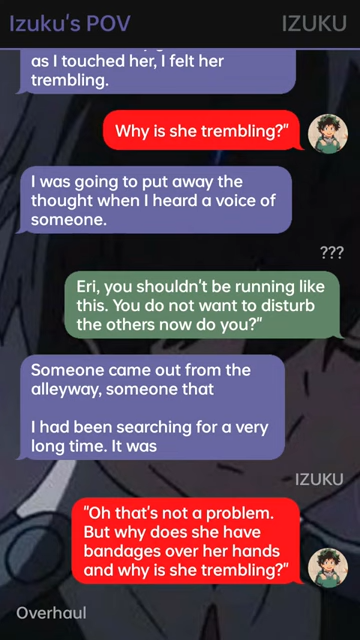 Izuku's POV
IZUKU
as I touched her, I felt her
trembling.
Why is she trembling?"
I was going to put away the
thought when I heard a voice of
someone.
???
Eri, you shouldn't be running like
this. You do not want to disturb
the others now do you?"
Someone came out from the
alleyway, someone that
I had been searching for a very
long time. It was
IZUKU
"Oh that's not a problem.
But why does she have
bandages over her hands
and why is she trembling?"
Overhaul